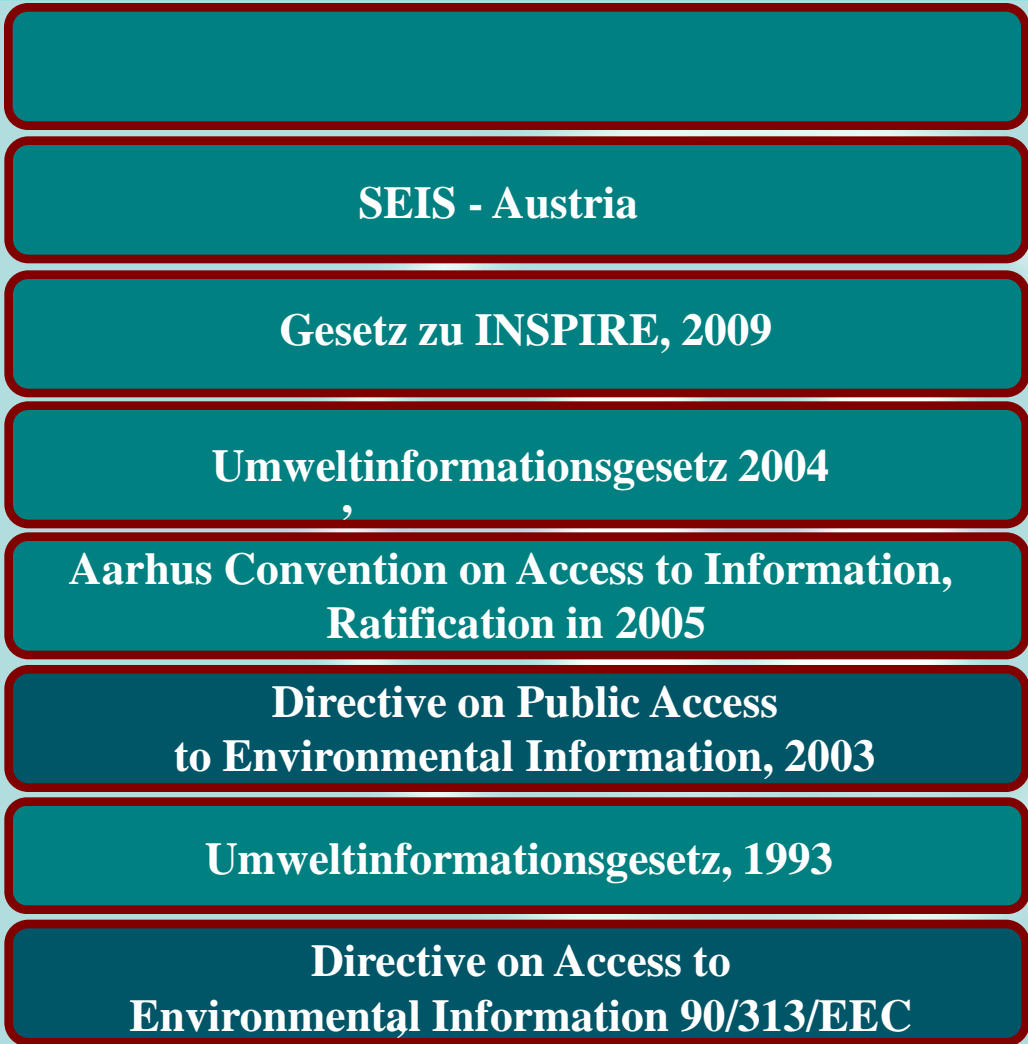 SEIS - Austria
Gesetz zu INSPIRE, 2009
Umweltinformationsgesetz 2004
,
Aarhus Convention on Access to Information,
Ratification in 2005
Directive on Public Access
to Environmental Information, 2003
Umweltinformationsgesetz, 1993
Directive on Access to
Environmental Information 90/313/EEC
,